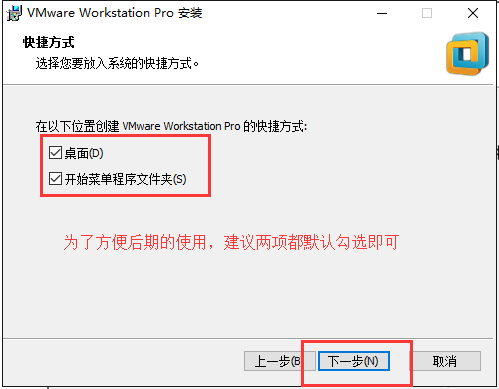 VMware Workstation Pro 安装
快捷方式
选择您要放入系统的快捷方式。
在以下位置创建 VMware Workstation Pro 的快捷方式:
桌面(D)
开始菜单程序文件夹(S)
为了方便后期的使用，建议两项都默认勾选即可
上一步(B
下一步(N)
取消